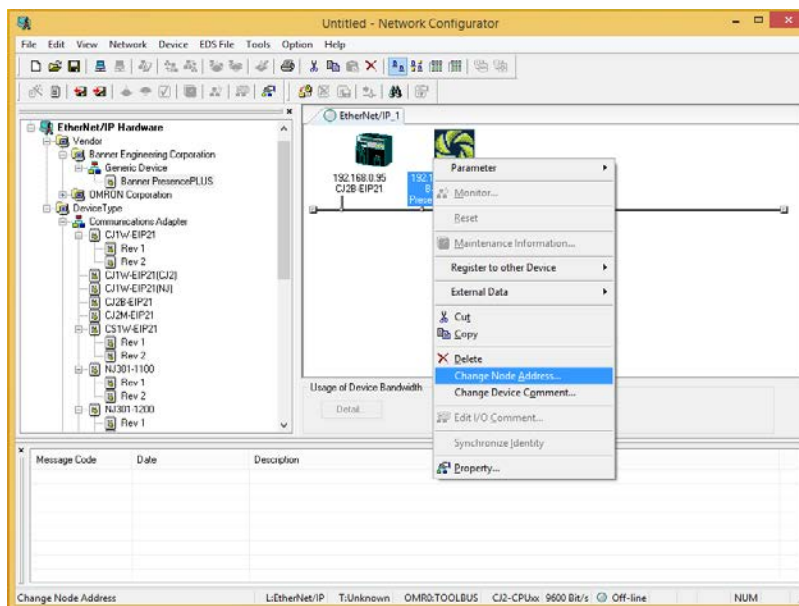 Untitled - Network Configurator
File Edit View Network Device EDS File Tools Option Help
EtherNet/IP Hardware
Vendor
Banner Engineering Corporation
Generic Device
Banner PresencePLUS
OMRON Corporation
DeviceType
Communications Adapter
CJ1W-EIP21
Rev 1
Rev 2
CJ1W-EIP21(CJ2)
CJ1W-EIP21(NJ)
CJ2B-EIP21
CJ2M-EIP21
CS1W-EIP21
Rev 1
Rev 2
NJ301-1100
Rev 1
Rev 2
NJ301-1200
Rev 1
EtherNet/IP_1
192.168.0.95
CJ2B-EIP21
Parameter
Monitor...
Reset
Maintenance Information...
Register to other Device
External Data
Cut
Copy
Delete
Change Node Address...
Change Device Comment...
Edit I/O Comment...
Synchronize Identity
Property...
Usage of Device Bandwidth
Detail...
Message Code Date Description
Change Node Address L:EtherNet/IP T:Unknown OMR0:TOOLBUS CJ2-CPUxx 9600 Bit/s Off-line NUM